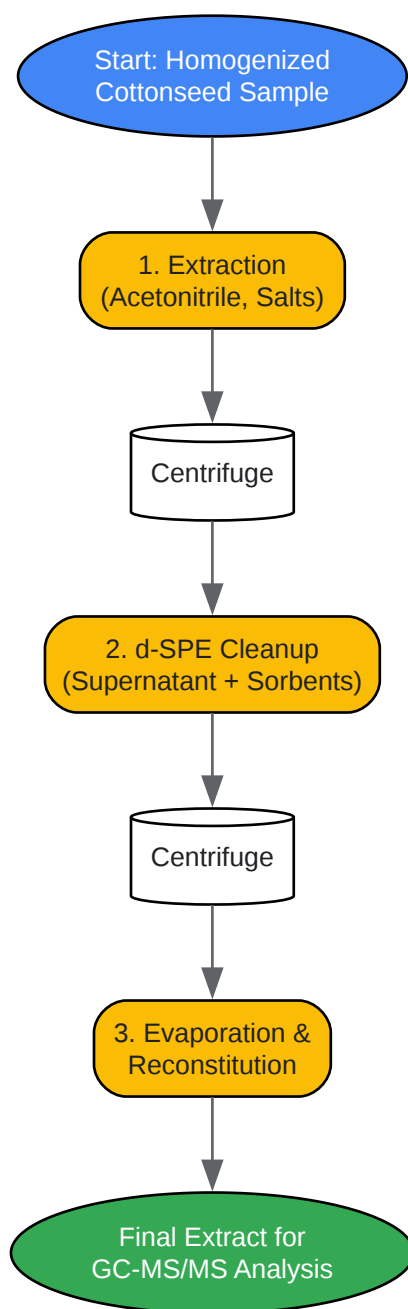 Start: Homogenized
Cottonseed Sample
1. Extraction
(Acetonitrile, Salts)
Centrifuge
2. d-SPE Cleanup
(Supernatant + Sorbents)
Centrifuge
3. Evaporation &
Reconstitution
Final Extract for
GC-MS/MS Analysis